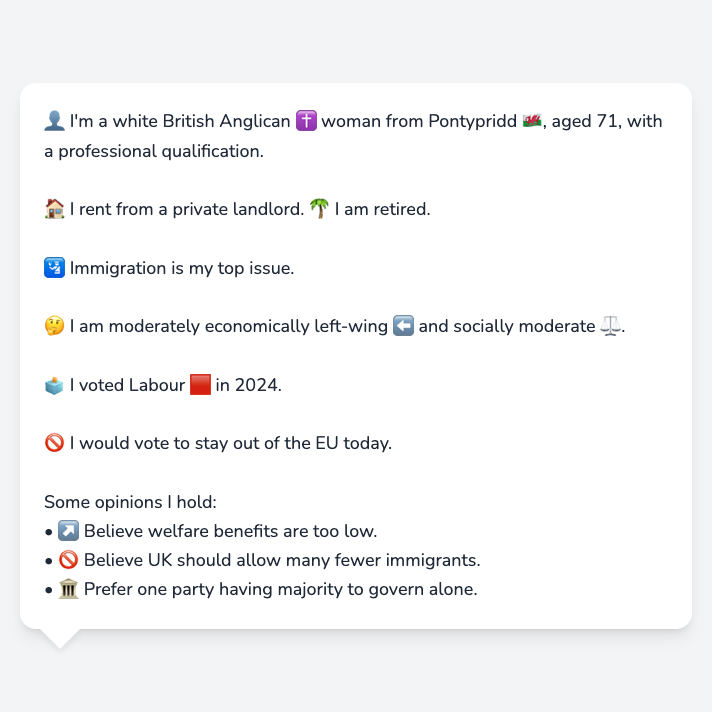 👤 I'm a white British Anglican ✝️ woman from Pontypridd 🏴󠁧󠁢󠁷󠁬󠁳󠁿, aged 71, with
a professional qualification.
🏠 I rent from a private landlord. 🌴 I am retired.
🛂 Immigration is my top issue.
🤔 I am moderately economically left-wing ⬅️ and socially moderate ⚖️.
🗳️ I voted Labour 🟥 in 2024.
🚫 I would vote to stay out of the EU today.
Some opinions I hold:
• ↗️ Believe welfare benefits are too low.
• 🚫 Believe UK should allow many fewer immigrants.
• 🏛️ Prefer one party having majority to govern alone.